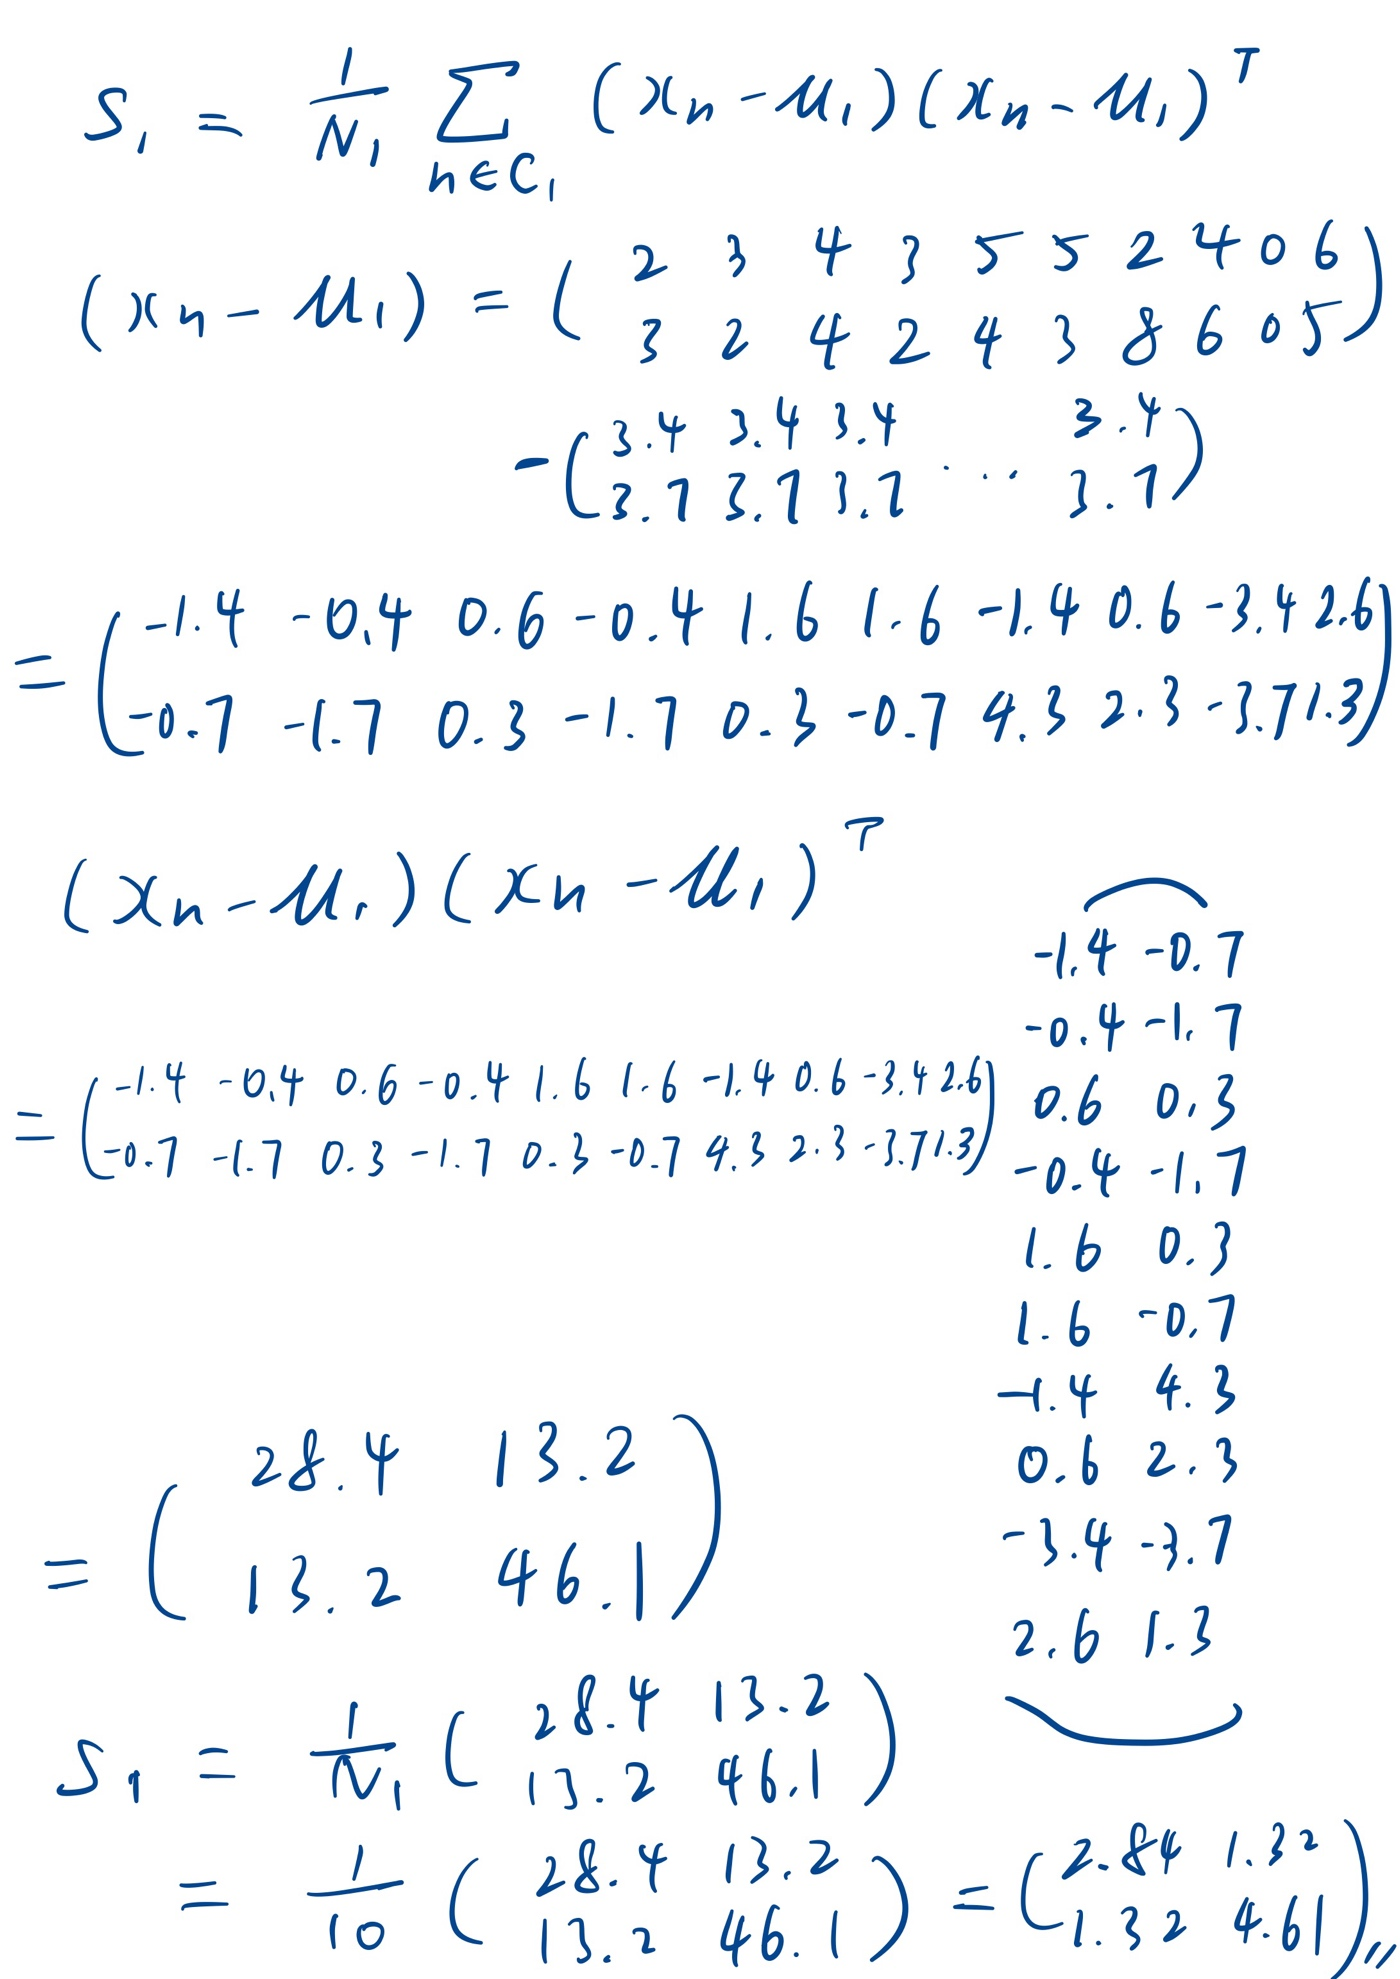 S₁ = 1/N₁ ∑ n∈C₁ (xn - μ₁)(xn - μ₁)ᵀ
(xn - μ₁) = ( 2 3 4 3 5 5 2 4 0 6
3 2 4 2 4 3 8 6 0 5 )
- ( 3.4 3.4 3.4 ... 3.4
3.7 3.7 3.7 ... 3.7 )
= ( -1.4 -0.4 0.6 -0.4 1.6 1.6 -1.4 0.6 -3.4 2.6
-0.7 -1.7 0.3 -1.7 0.3 -0.7 4.3 2.3 -3.7 1.3 )
(xn - μ₁)(xn - μ₁)ᵀ
= ( -1.4 -0.4 0.6 -0.4 1.6 1.6 -1.4 0.6 -3.4 2.6
-0.7 -1.7 0.3 -1.7 0.3 -0.7 4.3 2.3 -3.7 1.3 )
( -1.4 -0.7
-0.4 -1.7
0.6 0.3
-0.4 -1.7
1.6 0.3
1.6 -0.7
-1.4 4.3
0.6 2.3
-3.4 -3.7
2.6 1.3 )
= ( 28.4 13.2
13.2 46.1 )
S₁ = 1/N₁ ( 28.4 13.2
13.2 46.1 )
= 1/10 ( 28.4 13.2
13.2 46.1 ) = ( 2.84 1.32
1.32 4.61 ) //